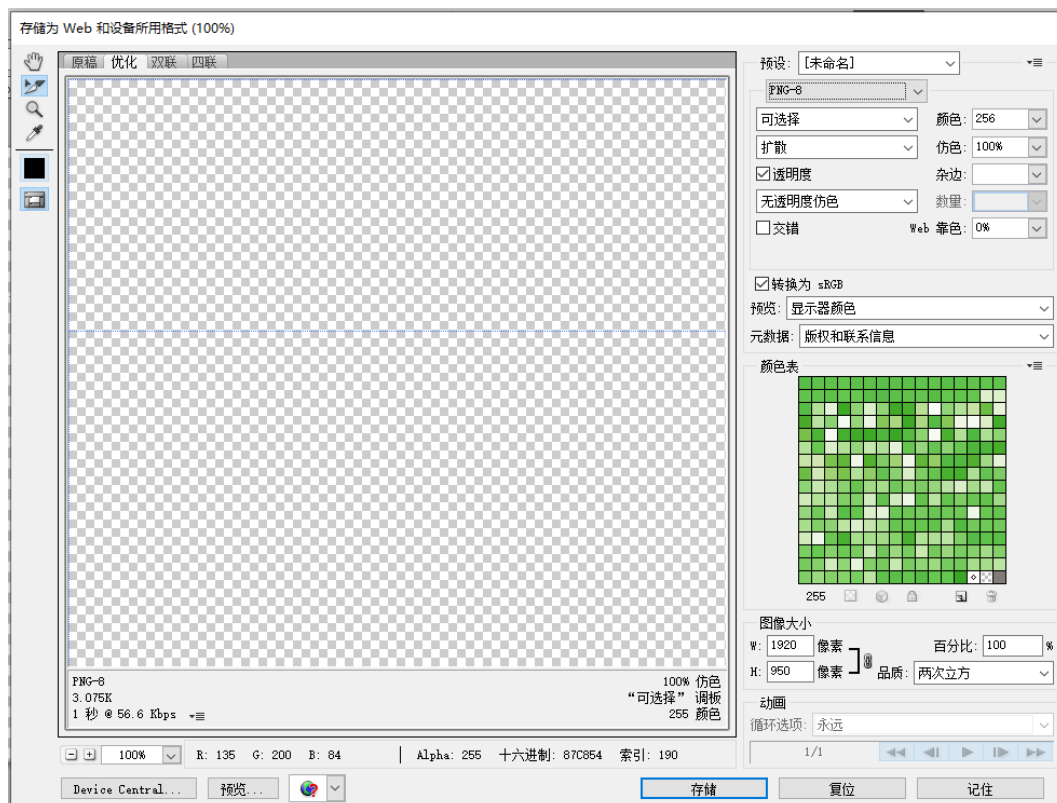 存储为 Web 和设备所用格式 (100%)
原稿 优化 双联 四联
预设: [未命名]
PNG-8
可选择 颜色: 256
扩散 仿色: 100%
透明度 杂边:
无透明度仿色 数量:
交错 Web 靠色: 0%
转换为 sRGB
预览: 显示器颜色
元数据: 版权和联系信息
颜色表
255
图像大小
W: 1920 像素 百分比: 100 %
H: 950 像素 品质: 两次立方
动画
循环选项: 永远
1/1
PNG-8 100% 仿色
3.075K “可选择” 调板
1 秒 @ 56.6 Kbps 255 颜色
100% R: 135 G: 200 B: 84 Alpha: 255 十六进制: 87C854 索引: 190
Device Central... 预览... 存储 复位 记住